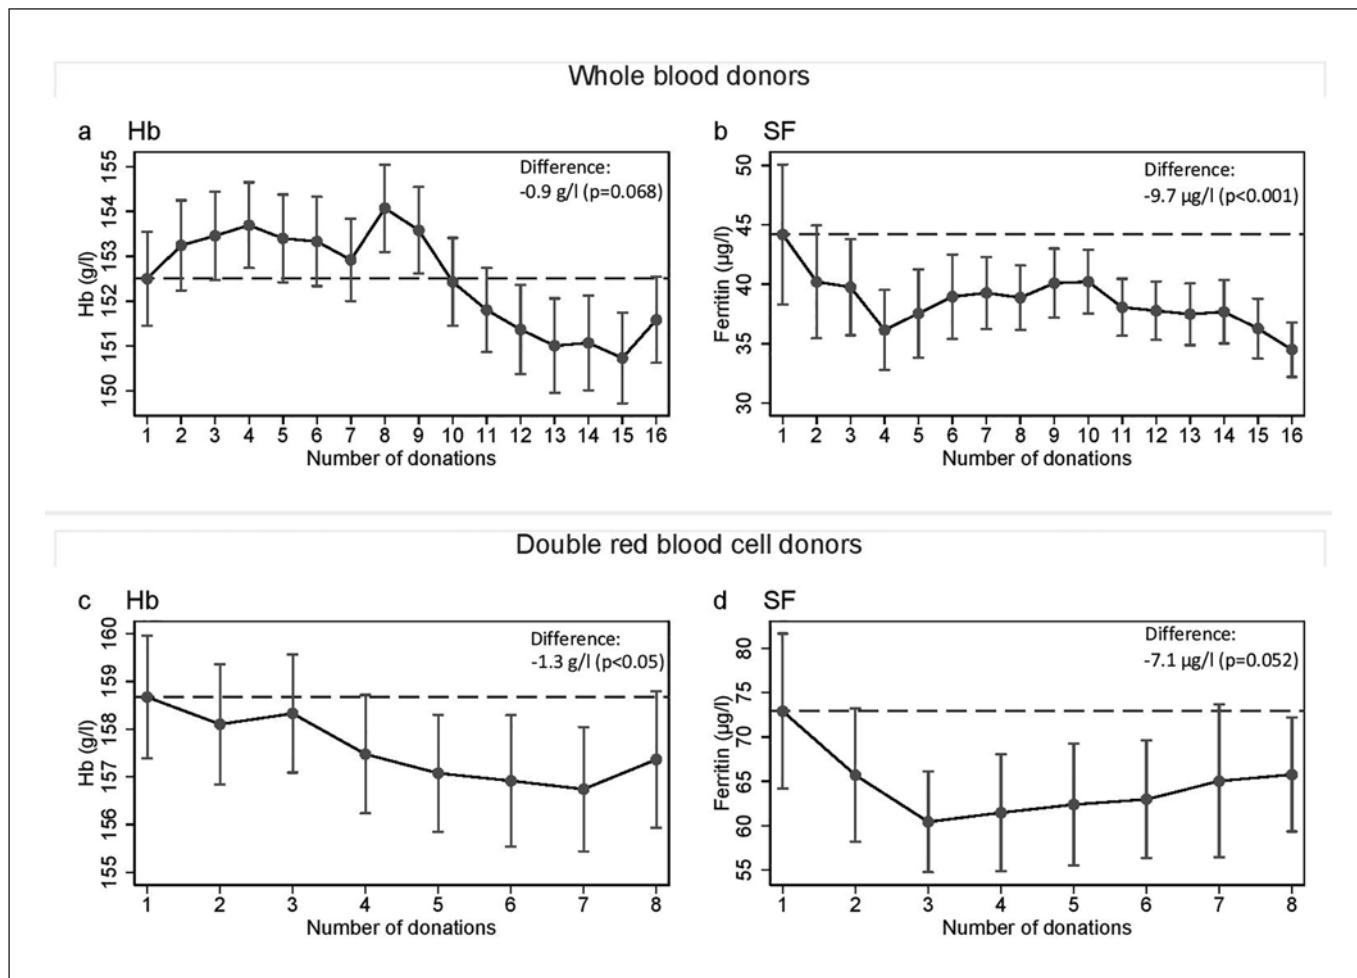 Whole blood donors
a Hb
Difference:
-0.9 g/l (p=0.068)
Hb (g/l)
155
154
153
152
151
150
1 2 3 4 5 6 7 8 9 10 11 12 13 14 15 16
Number of donations
b SF
Difference:
-9.7 µg/l (p<0.001)
Ferritin (µg/l)
50
45
40
35
30
1 2 3 4 5 6 7 8 9 10 11 12 13 14 15 16
Number of donations
Double red blood cell donors
c Hb
Difference:
-1.3 g/l (p<0.05)
Hb (g/l)
160
159
158
157
156
155
1 2 3 4 5 6 7 8
Number of donations
d SF
Difference:
-7.1 µg/l (p=0.052)
Ferritin (µg/l)
80
75
70
65
60
55
1 2 3 4 5 6 7 8
Number of donations